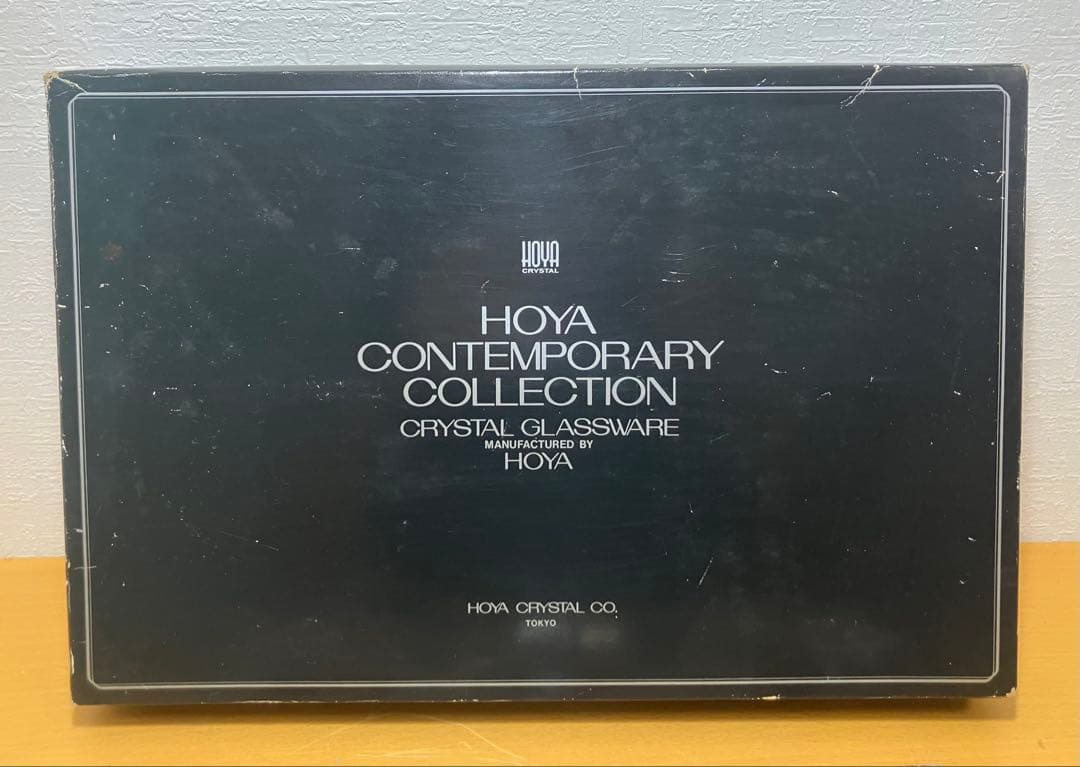 HOYA
CRYSTAL
HOYA
CONTEMPORARY
COLLECTION
CRYSTAL GLASSWARE
MANUFACTURED BY
HOYA
HOYA CRYSTAL CO.
TOKYO